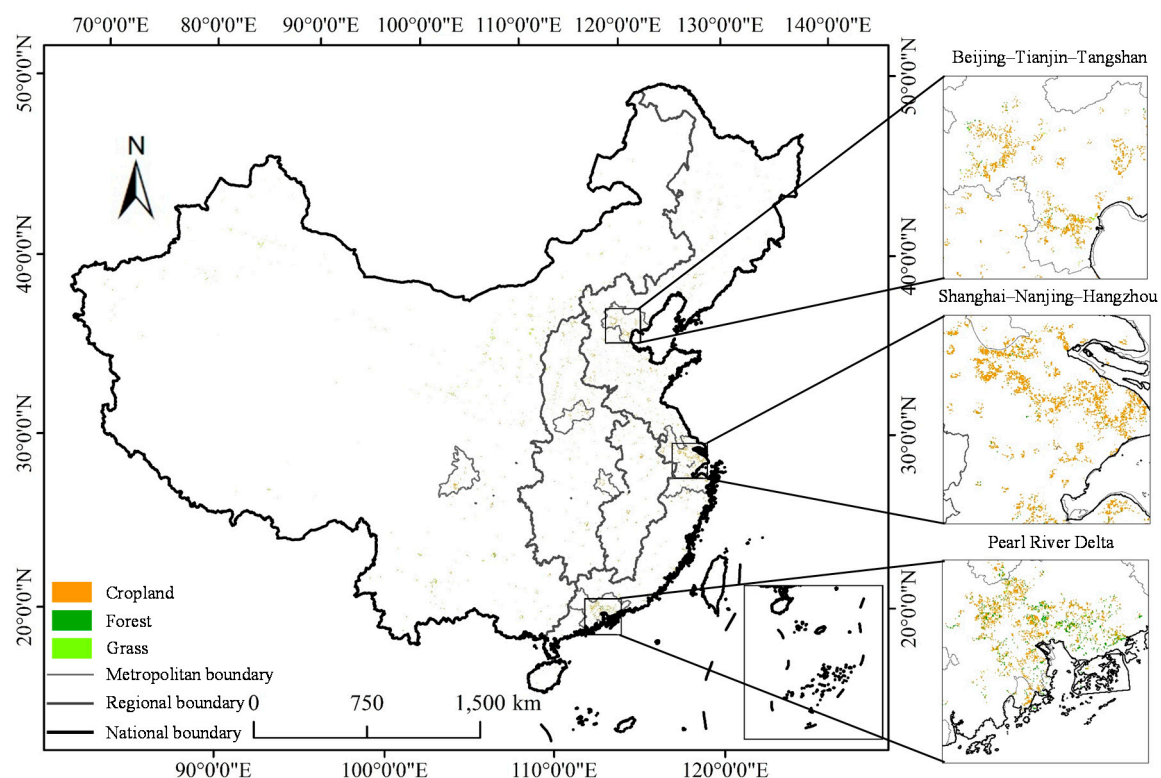 70°0'0"E 80°0'0"E 90°0'0"E 100°0'0"E 110°0'0"E 120°0'0"E 130°0'0"E 140°0'0"E
50°0'0"N
40°0'0"N
30°0'0"N
20°0'0"N
N
50°0'0"N
40°0'0"N
30°0'0"N
20°0'0"N
Beijing–Tianjin–Tangshan
Shanghai–Nanjing–Hangzhou
Pearl River Delta
Cropland
Forest
Grass
Metropolitan boundary
Regional boundary
National boundary
0 750 1,500 km
90°0'0"E 100°0'0"E 110°0'0"E 120°0'0"E